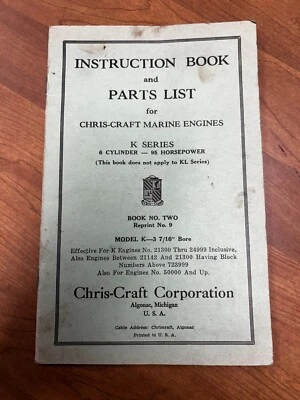 INSTRUCTION BOOK
and
PARTS LIST
for
CHRIS-CRAFT MARINE ENGINES
K SERIES
6 CYLINDER — 95 HORSEPOWER
(This book does not apply to KL Series)
BOOK NO. TWO
Reprint No. 9
MODEL K—3 7/16" Bore
Effective For K Engines No. 21300 Thru 24999 Inclusive,
Also Engines Between 21142 And 21300 Having Block
Numbers Above 723999
Also For Engines No. 50000 And Up.
Chris-Craft Corporation
Algonac, Michigan
U. S. A.
Cable Address: Chriscraft, Algonac
Printed in U. S. A.